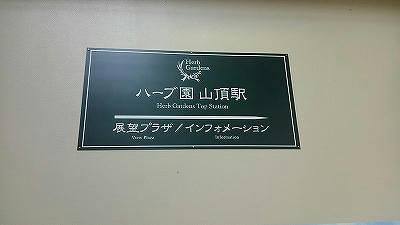 Herb
Gardens
ハーブ園 山頂駅
Herb Gardens Top Station
展望プラザ/インフォメーション
View Plaza Information